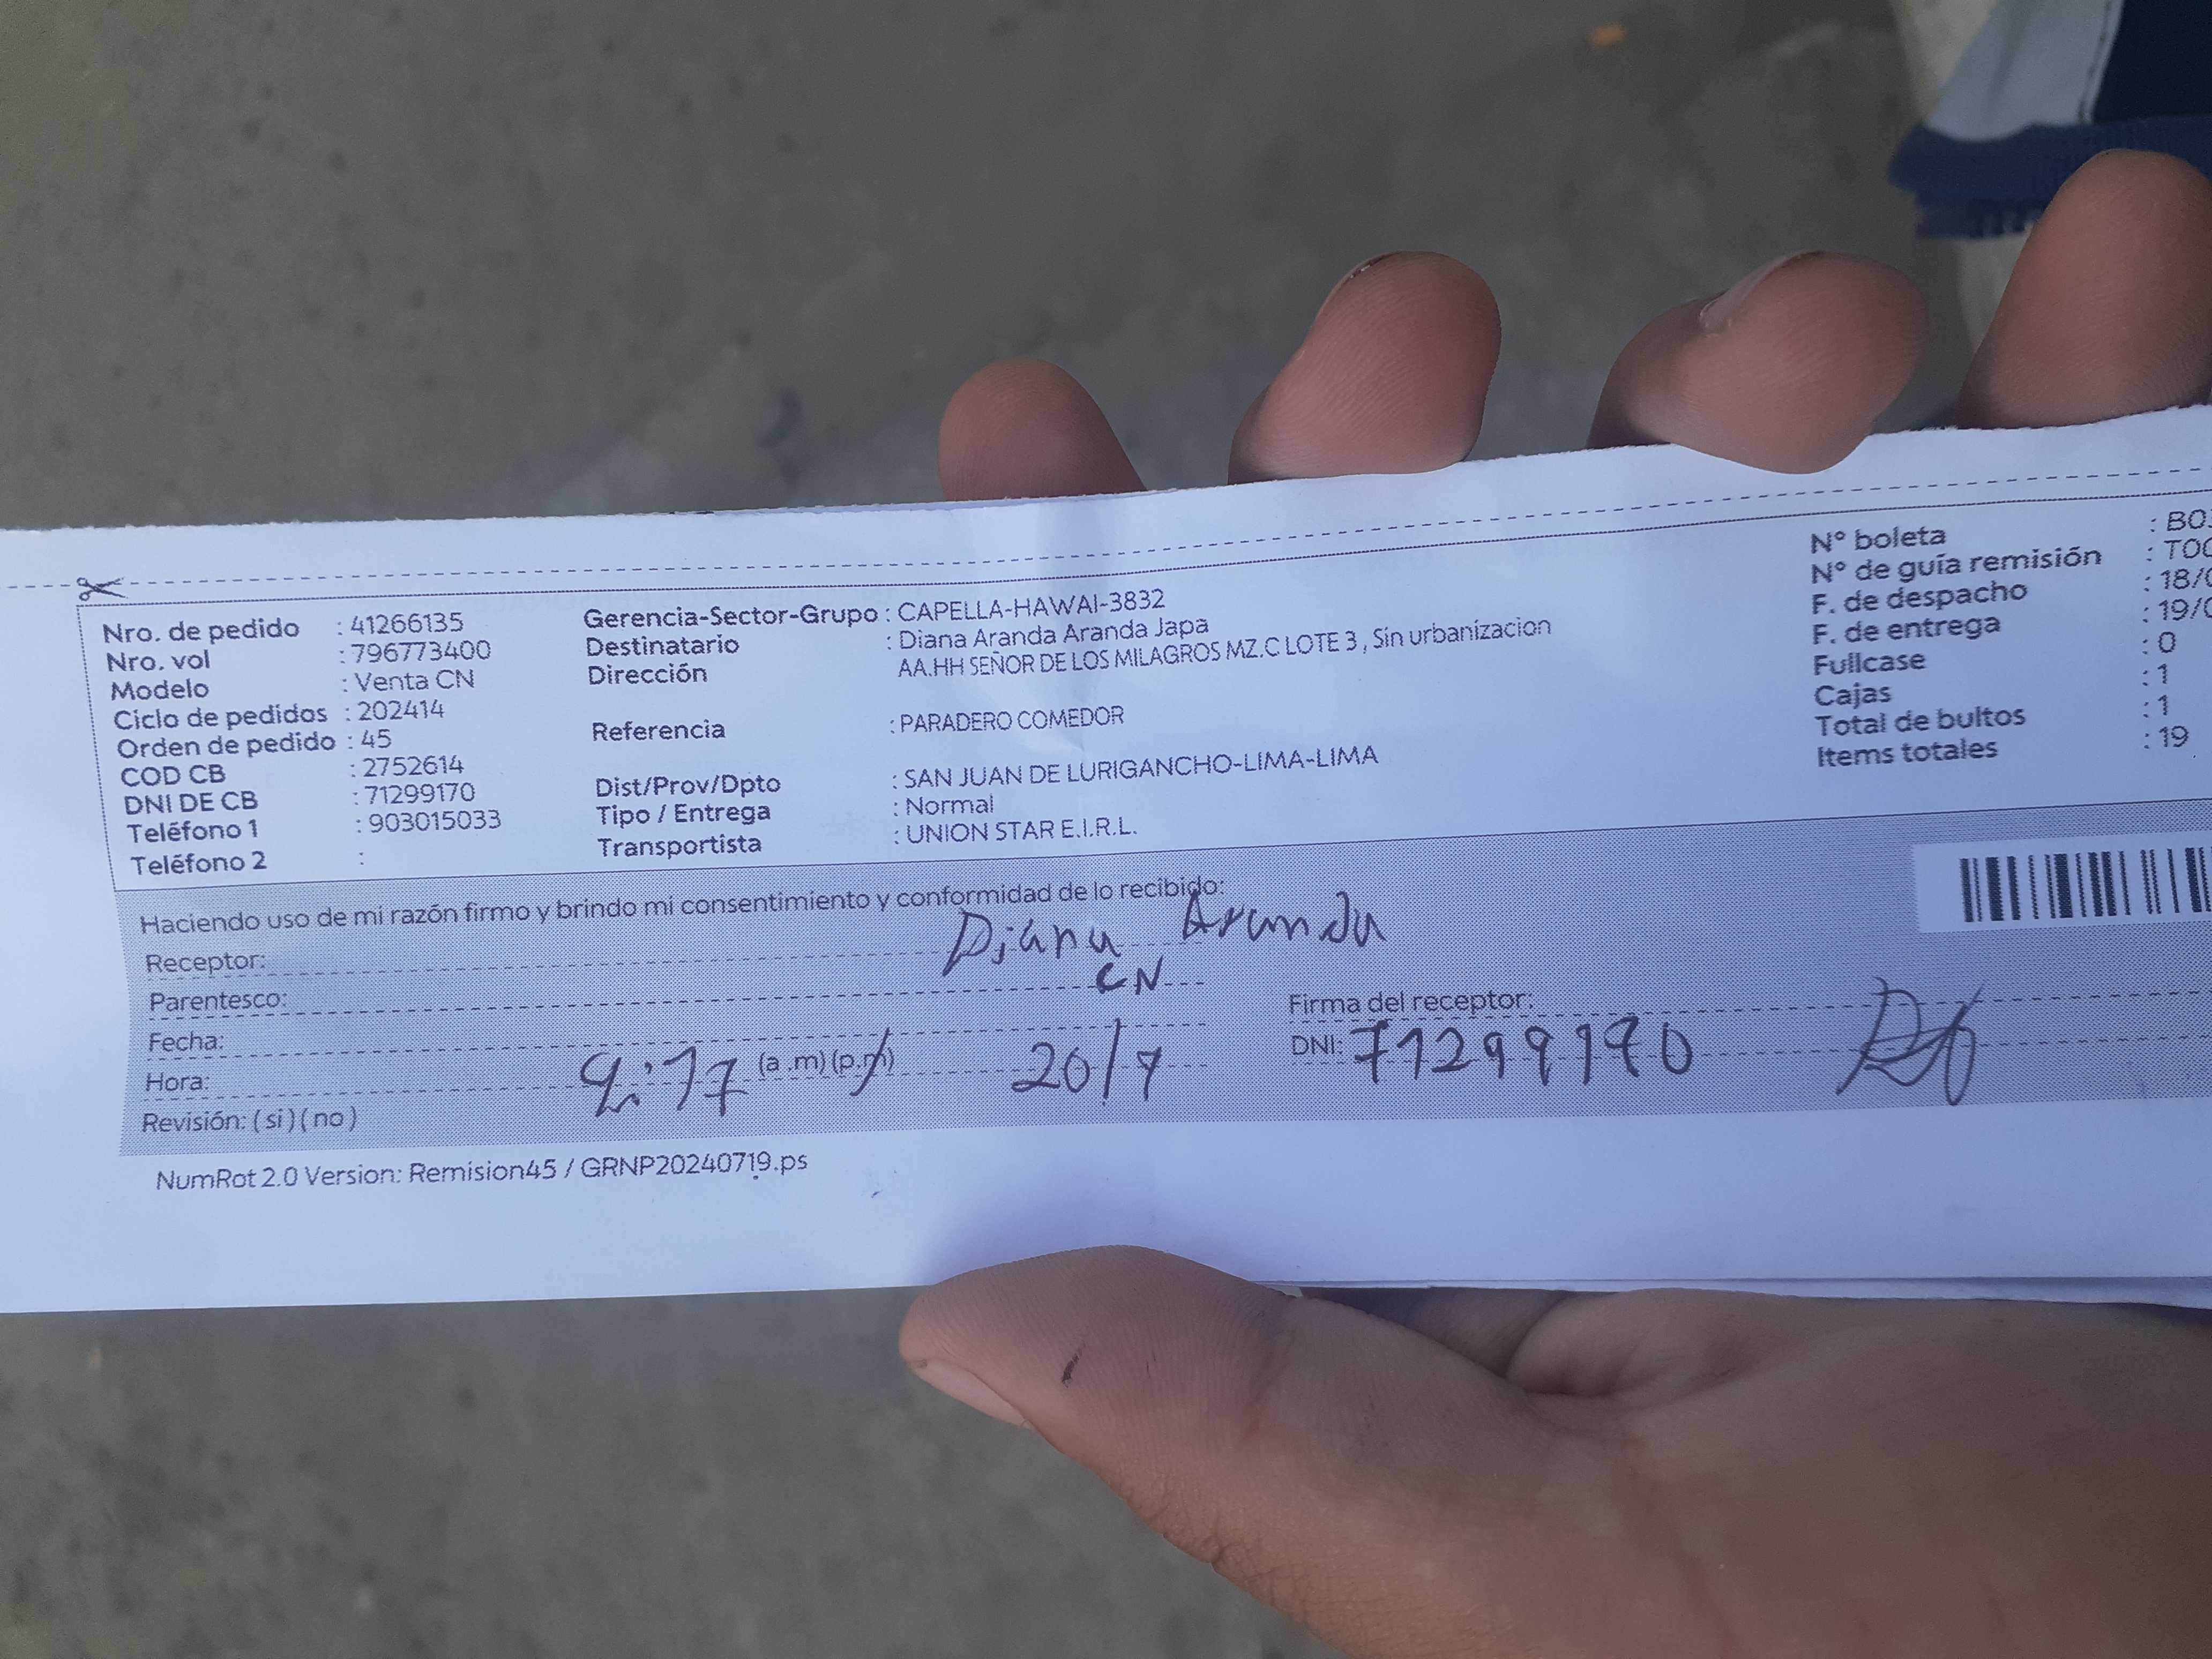 Nro. de pedido : 41266135
Nro. vol : 796773400
Modelo : Venta CN
Ciclo de pedidos : 202414
Orden de pedido : 45
COD CB : 2752614
DNI DE CB : 71299170
Teléfono 1 : 903015033
Teléfono 2 :
Gerencia-Sector-Grupo : CAPELLA-HAWAI-3832
Destinatario : Diana Aranda Aranda Japa
Dirección AA.HH SEÑOR DE LOS MILAGROS MZ.C LOTE 3 , Sin urbanizacion
Referencia : PARADERO COMEDOR
Dist/Prov/Dpto : SAN JUAN DE LURIGANCHO-LIMA-LIMA
Tipo / Entrega : Normal
Transportista : UNION STAR E.I.R.L.
N° boleta
N° de guía remisión
F. de despacho : 18/
F. de entrega : 19/
Fullcase : 0
Cajas : 1
Total de bultos : 1
Items totales : 19
Haciendo uso de mi razón firmo y brindo mi consentimiento y conformidad de lo recibido:
Receptor: Diana Aranda
Parentesco: CN
Fecha:
Hora: (a .m) (p.m) 20/7
Revisión: ( si ) ( no )
Firma del receptor:
DNI: 71299170
NumRot 2.0 Version: Remision45 / GRNP20240719.ps